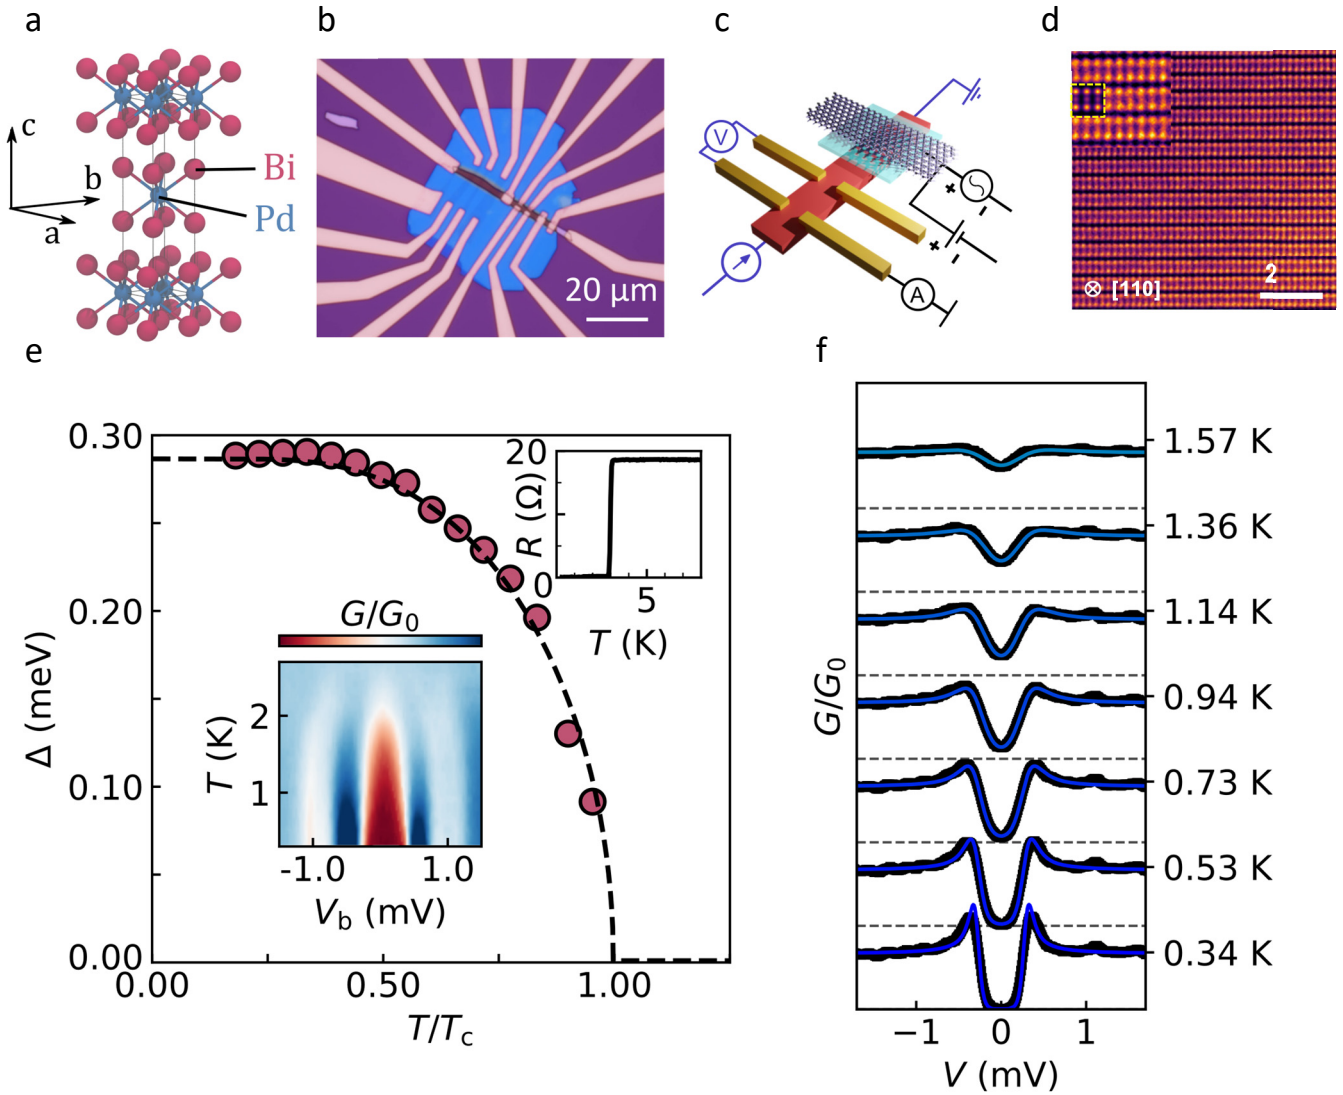 a
c
b
a
Bi
Pd
b
20 μm
c
V
A
+
-
+
-
d
2
⊗ [110]
e
0.30
0.20
0.10
0.00
Δ (meV)
0.00
0.50
1.00
T/Tc
20
0
R (Ω)
5
T (K)
G/G0
2
1
T (K)
-1.0
1.0
Vb (mV)
f
1.57 K
1.36 K
1.14 K
0.94 K
0.73 K
0.53 K
0.34 K
G/G0
−1
0
1
V (mV)